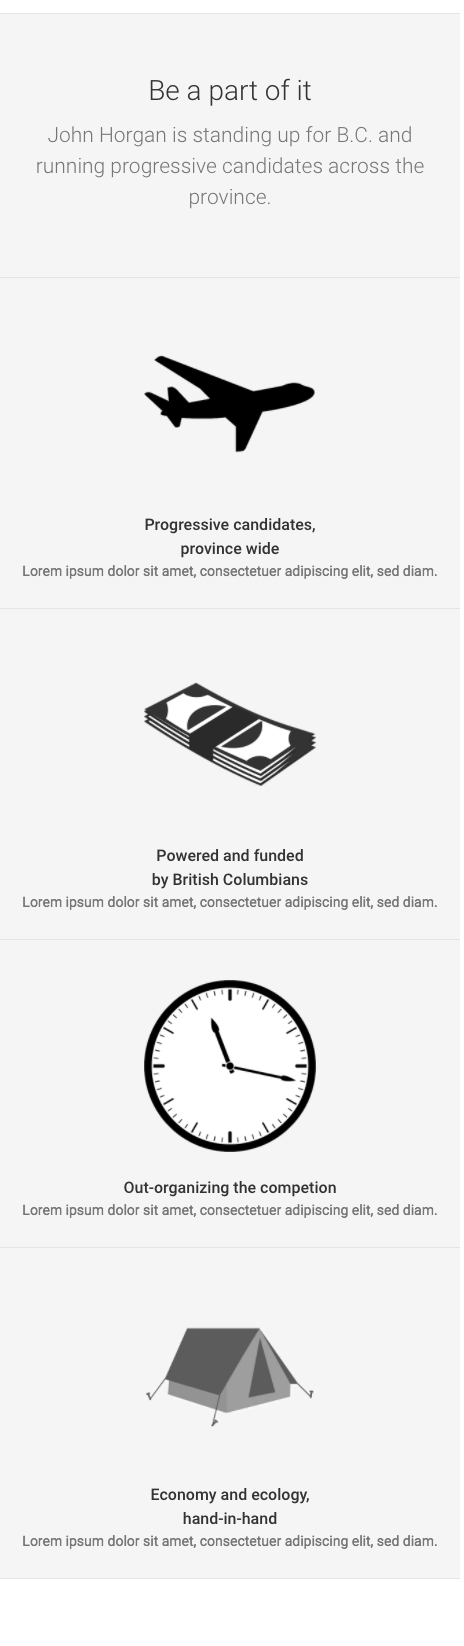 Be a part of it
John Horgan is standing up for B.C. and
running progressive candidates across the
province.
Progressive candidates,
province wide
Lorem ipsum dolor sit amet, consectetuer adipiscing elit, sed diam.
Powered and funded
by British Columbians
Lorem ipsum dolor sit amet, consectetuer adipiscing elit, sed diam.
Out-organizing the competion
Lorem ipsum dolor sit amet, consectetuer adipiscing elit, sed diam.
Economy and ecology,
hand-in-hand
Lorem ipsum dolor sit amet, consectetuer adipiscing elit, sed diam.